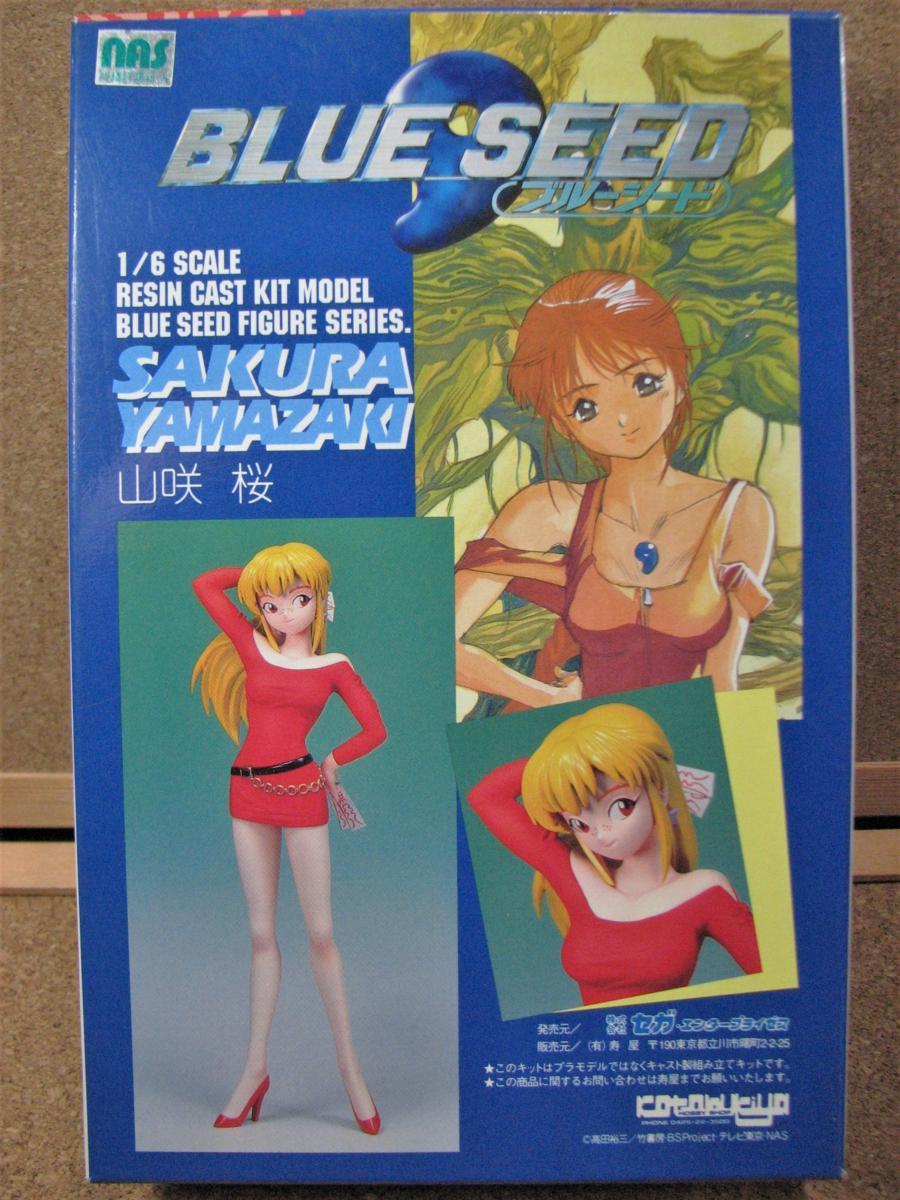 nas
BLUE SEED
ブルーシード
1/6 SCALE
RESIN CAST KIT MODEL
BLUE SEED FIGURE SERIES.
SAKURA
YAMAZAKI
山咲 桜
発売元/ 株式会社 セガ・エンタープライゼス
販売元/ (有)寿 屋 〒190東京都立川市曙町2-2-25
★このキットはプラモデルではなくキャスト製組み立てキットです。
★この商品に関するお問い合わせは寿屋までお願いいたします。
kotobukiya
HOBBY SHOP
©高田裕三/竹書房・BSProject テレビ東京・NAS